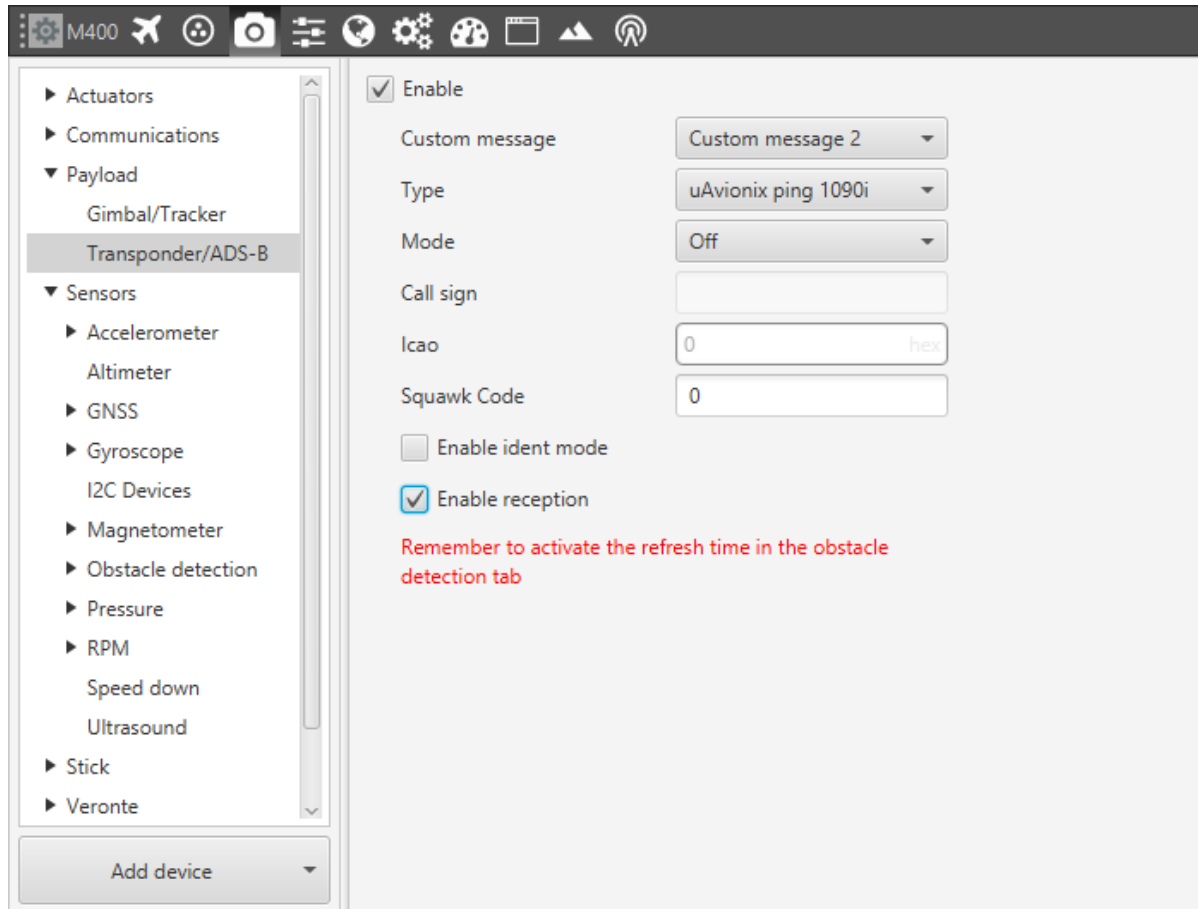 M400
Actuators
Communications
Payload
Gimbal/Tracker
Transponder/ADS-B
Sensors
Accelerometer
Altimeter
GNSS
Gyroscope
I2C Devices
Magnetometer
Obstacle detection
Pressure
RPM
Speed down
Ultrasound
Stick
Veronte
Add device
Enable
Custom message Custom message 2
Type uAvionix ping 1090i
Mode Off
Call sign
Icao 0 hex
Squawk Code 0
Enable ident mode
Enable reception
Remember to activate the refresh time in the obstacle
detection tab